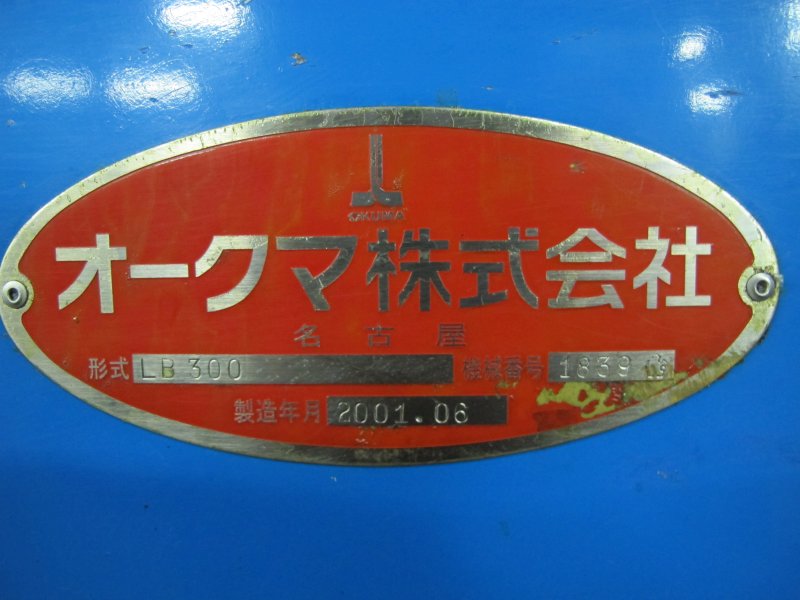 OKUMA
オークマ株式会社
名古屋
形式 LB 300 機械番号 1839
製造年月 2001.06